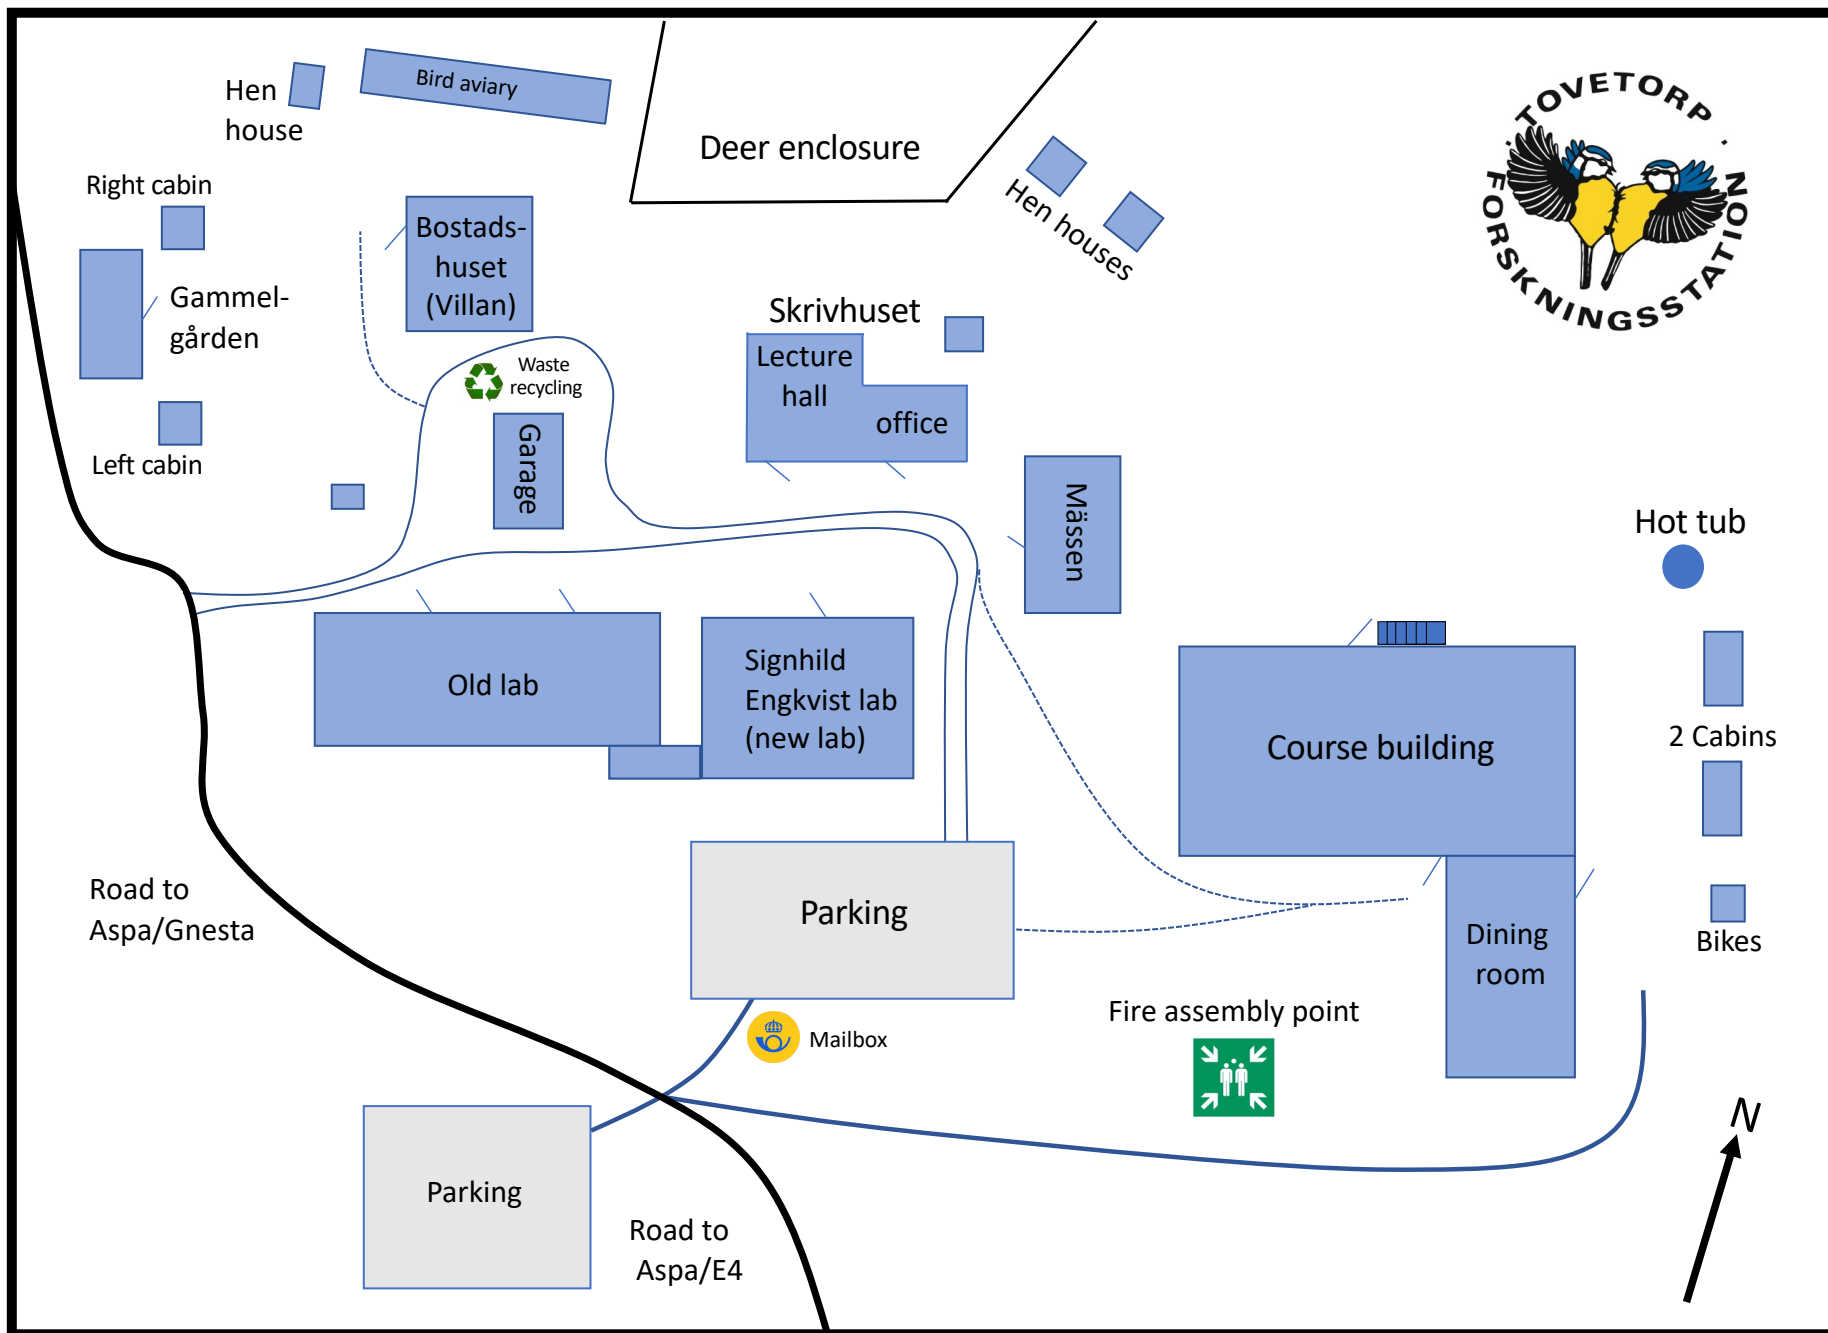 Hen
house
Bird aviary
Deer enclosure
· TOVETORP ·
FORSKNINGSSTATION
Right cabin
Bostads-
huset
(Villan)
Hen houses
Gammel-
gården
Skrivhuset
Waste
recycling
Lecture
hall
office
Garage
Left cabin
Mässen
Hot tub
Old lab
Signhild
Engkvist lab
(new lab)
Course building
2 Cabins
Road to
Aspa/Gnesta
Parking
Dining
room
Bikes
Fire assembly point
Mailbox
Parking
Road to
Aspa/E4
N